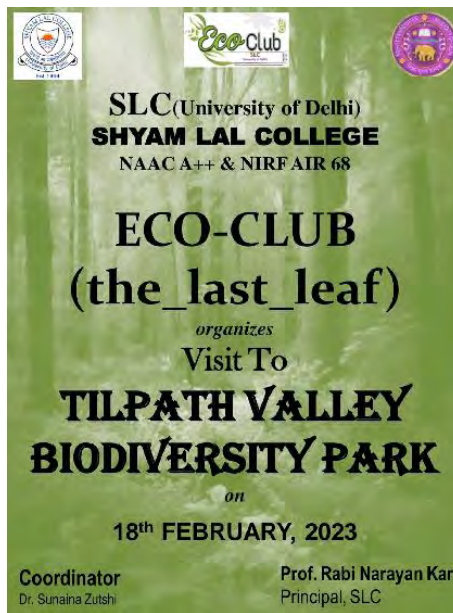 Eco Club
SLC
SLC(University of Delhi)
SHYAM LAL COLLEGE
NAAC A++ & NIRF AIR 68
ECO-CLUB
(the_last_leaf)
organizes
Visit To
TILPATH VALLEY
BIODIVERSITY PARK
on
18th FEBRUARY, 2023
Coordinator
Dr. Sunaina Zutshi
Prof. Rabi Narayan Kar
Principal, SLC